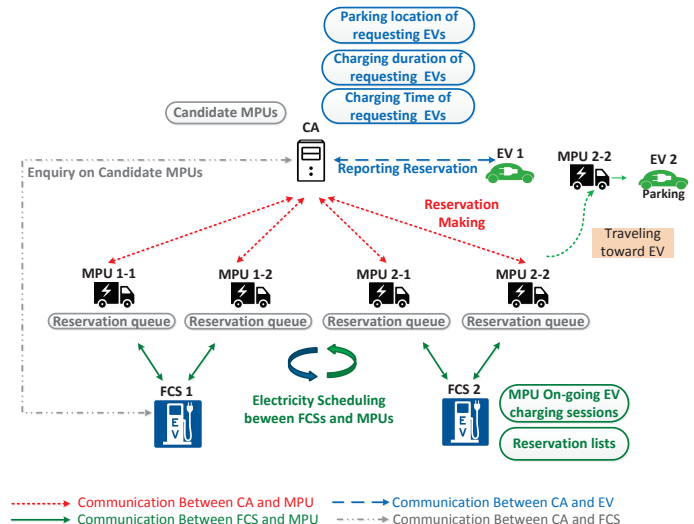 Parking location of
requesting EVs
Charging duration of
requesting EVs
Charging Time of
requesting EVs
Candidate MPUs
CA
EV 1
MPU 2-2
EV 2
Parking
Enquiry on Candidate MPUs
Reporting Reservation
Reservation
Making
Traveling
toward EV
MPU 1-1
MPU 1-2
MPU 2-1
MPU 2-2
Reservation queue
Reservation queue
Reservation queue
Reservation queue
FCS 1
E V
Electricity Scheduling
beween FCSs and MPUs
FCS 2
E V
MPU On-going EV
charging sessions
Reservation lists
Communication Between CA and MPU
Communication Between CA and EV
Communication Between FCS and MPU
Communication Between CA and FCS